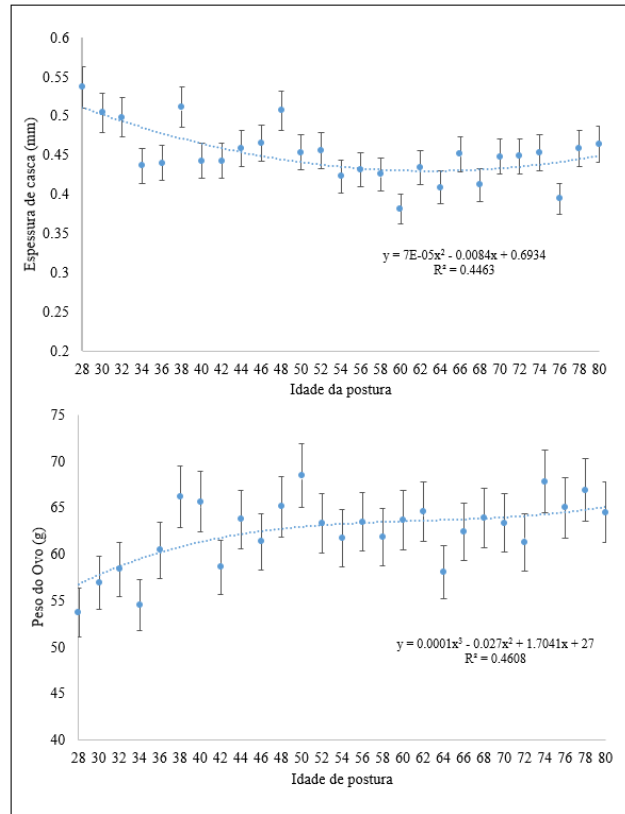 0.6
0.55
0.5
0.45
0.4
0.35
0.3
0.25
0.2
Espessura de casca (mm)
y = 7E-05x² - 0.0084x + 0.6934
R² = 0.4463
28 30 32 34 36 38 40 42 44 46 48 50 52 54 56 58 60 62 64 66 68 70 72 74 76 78 80
Idade da postura
75
70
65
60
55
50
45
40
Peso do Ovo (g)
y = 0.0001x³ - 0.027x² + 1.7041x + 27
R² = 0.4608
28 30 32 34 36 38 40 42 44 46 48 50 52 54 56 58 60 62 64 66 68 70 72 74 76 78 80
Idade de postura